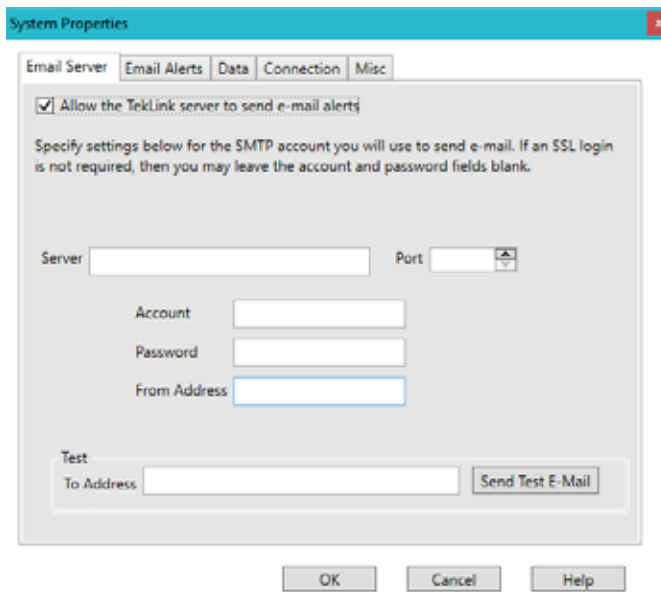 System Properties
Email Server Email Alerts Data Connection Misc
Allow the TekLink server to send e-mail alerts
Specify settings below for the SMTP account you will use to send e-mail. If an SSL login
is not required, then you may leave the account and password fields blank.
Server Port
Account
Password
From Address
Test
To Address Send Test E-Mail
OK Cancel Help